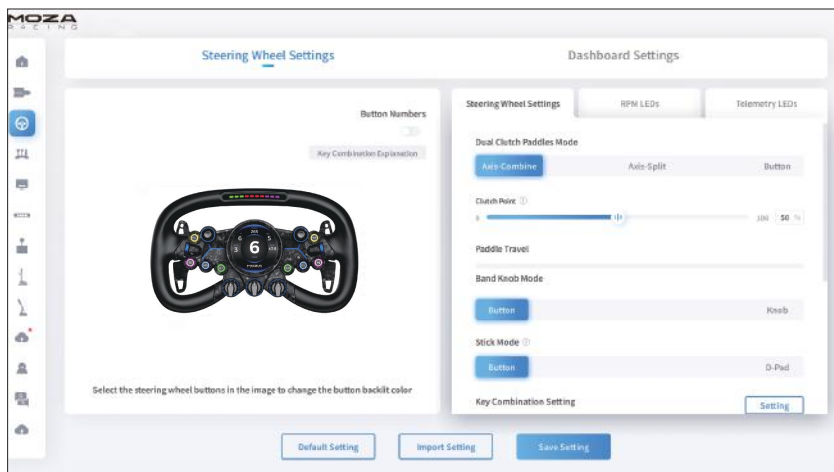 MOZA
RACING
Steering Wheel Settings
Dashboard Settings
Button Numbers
Key Combination Explanation
6
MOZA
Select the steering wheel buttons in the image to change the button backlit color
Steering Wheel Settings
RPM LEDs
Telemetry LEDs
Dual Clutch Paddles Mode
Axis-Combine
Axis-Split
Button
Clutch Point
0
100
50 %
Paddle Travel
Band Knob Mode
Button
Knob
Stick Mode
Button
D-Pad
Key Combination Setting
Setting
Default Setting
Import Setting
Save Setting